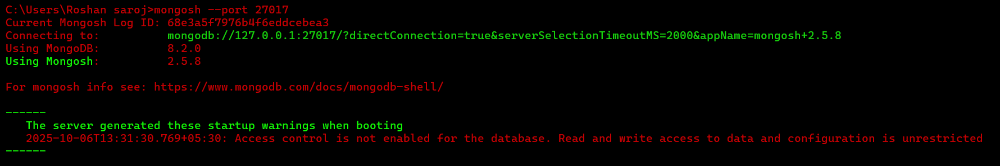 C:\Users\Roshan saroj>mongosh --port 27017
Current Mongosh Log ID: 68e3a5f7976b4f6eddcebea3
Connecting to:          mongodb://127.0.0.1:27017/?directConnection=true&serverSelectionTimeoutMS=2000&appName=mongosh+2.5.8
Using MongoDB:          8.2.0
Using Mongosh:          2.5.8
For mongosh info see: https://www.mongodb.com/docs/mongodb-shell/
------
   The server generated these startup warnings when booting
   2025-10-06T13:31:30.769+05:30: Access control is not enabled for the database. Read and write access to data and configuration is unrestricted
------